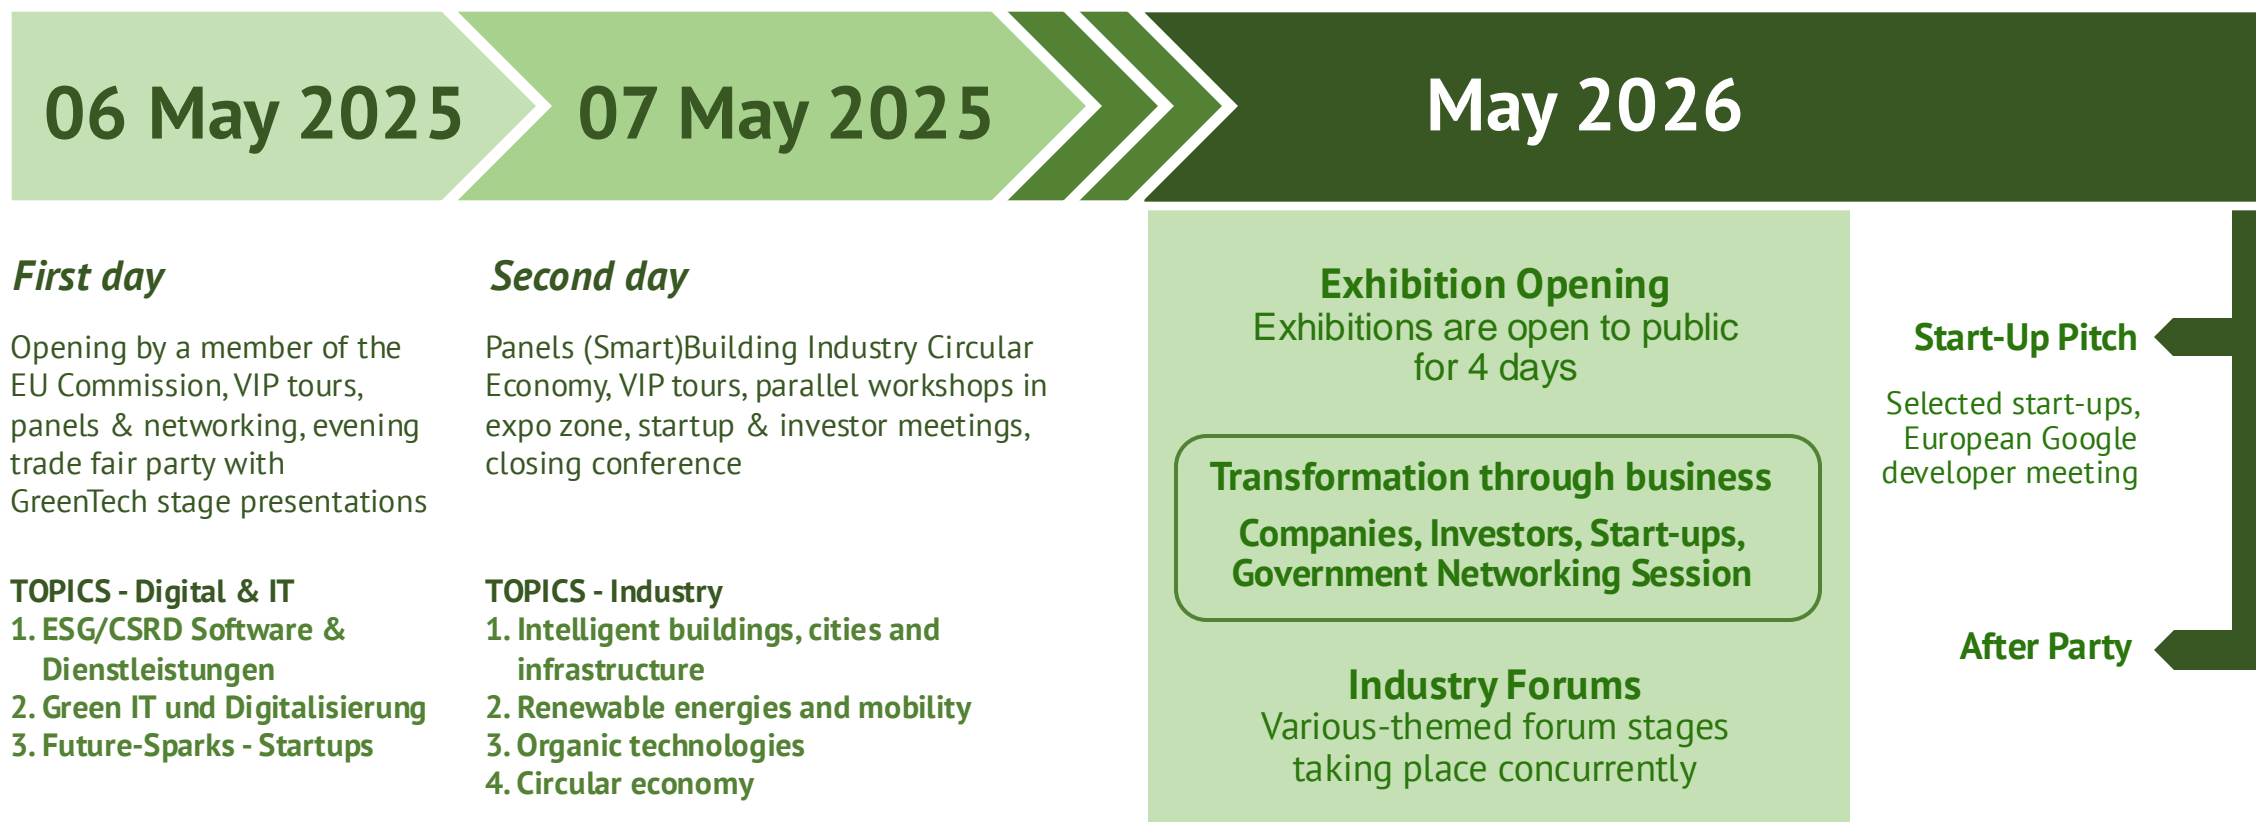 06 May 2025
07 May 2025
May 2026
First day
Opening by a member of the
EU Commission, VIP tours,
panels & networking, evening
trade fair party with
GreenTech stage presentations
TOPICS - Digital & IT
1. ESG/CSRD Software &
Dienstleistungen
2. Green IT und Digitalisierung
3. Future-Sparks - Startups
Second day
Panels (Smart)Building Industry Circular
Economy, VIP tours, parallel workshops in
expo zone, startup & investor meetings,
closing conference
TOPICS - Industry
1. Intelligent buildings, cities and
infrastructure
2. Renewable energies and mobility
3. Organic technologies
4. Circular economy
Exhibition Opening
Exhibitions are open to public
for 4 days
Transformation through business
Companies, Investors, Start-ups,
Government Networking Session
Industry Forums
Various-themed forum stages
taking place concurrently
Start-Up Pitch
Selected start-ups,
European Google
developer meeting
After Party